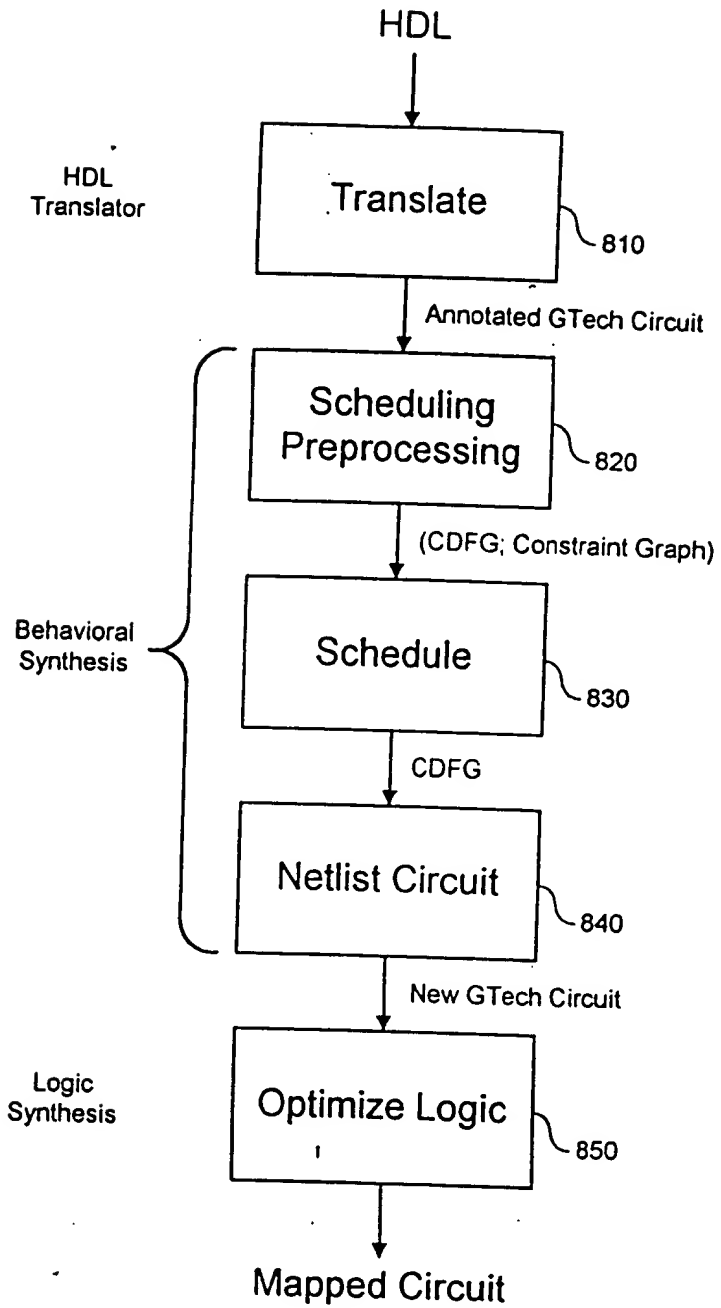 HDL
HDL
Translator
Translate
810
Annotated GTech Circuit
Scheduling
Preprocessing
820
(CDFG; Constraint Graph)
Behavioral
Synthesis
Schedule
830
CDFG
Netlist Circuit
840
New GTech Circuit
Logic
Synthesis
Optimize Logic
850
Mapped Circuit